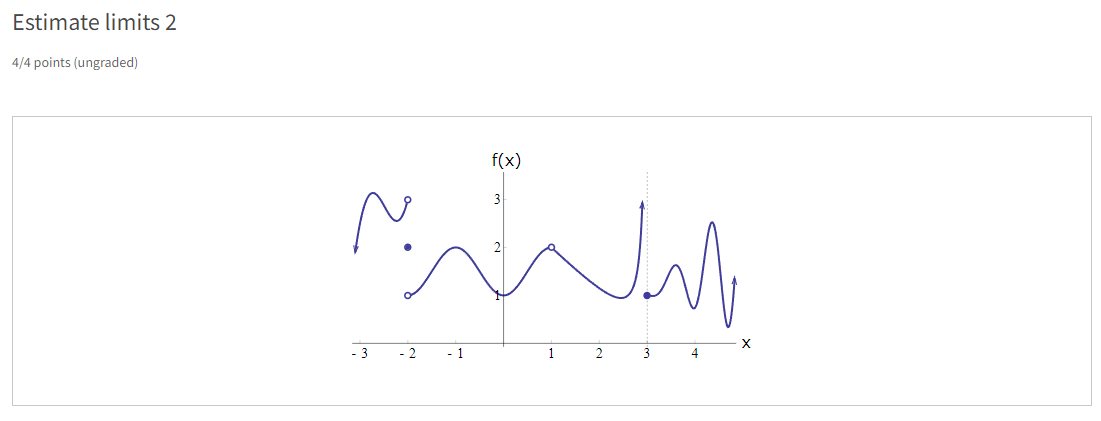 Estimate limits 2
4/4 points (ungraded)
f(x)
3
2
1
- 3 - 2 - 1 1 2 3 4 x